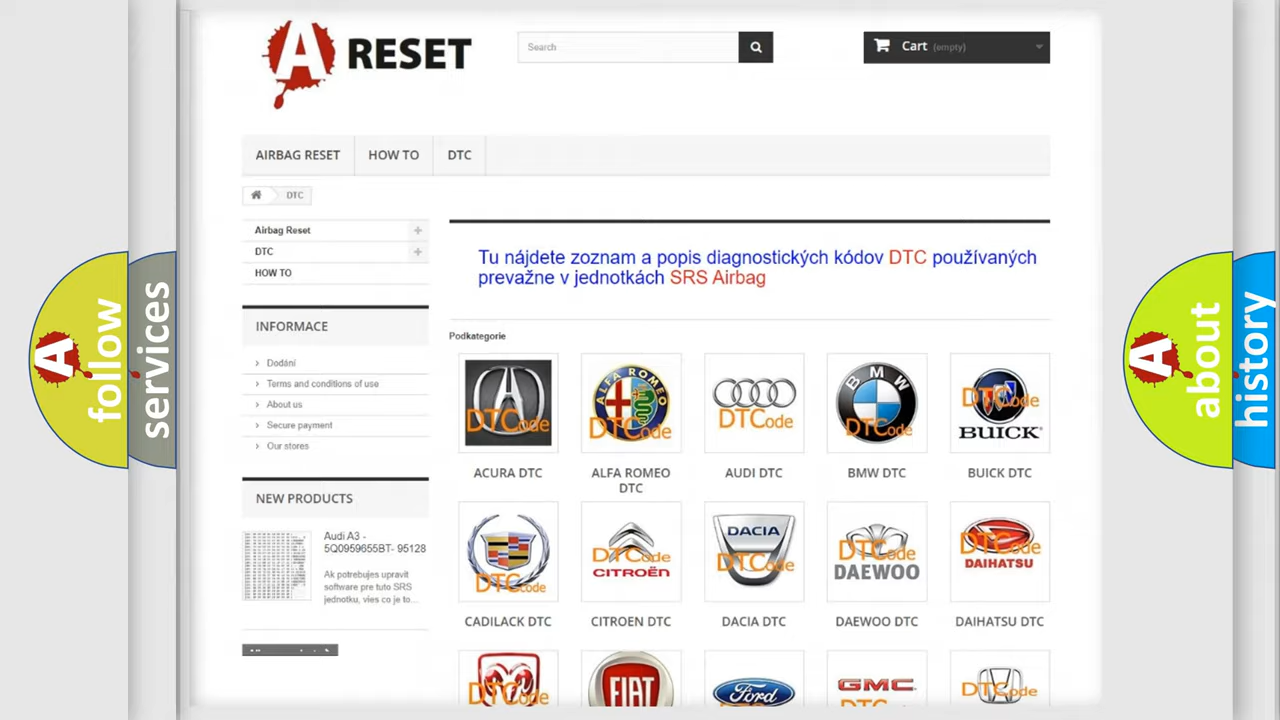 A RESET
Search
Cart (empty)
AIRBAG RESET
HOW TO
DTC
DTC
Airbag Reset
DTC
HOW TO
INFORMACE
Dodání
Terms and conditions of use
About us
Secure payment
Our stores
NEW PRODUCTS
Audi A3 -
5Q0959655BT- 95128
Ak potrebujes upravit
software pre tuto SRS
jednotku, vies co je to...
Tu nájdete zoznam a popis diagnostických kódov DTC používaných
prevažne v jednotkách SRS Airbag
Podkategorie
DTCode
ALFA ROMEO
DTCode
DTCode
BMW
DTCode
DTCode
BUICK
ACURA DTC
ALFA ROMEO
DTC
AUDI DTC
BMW DTC
BUICK DTC
DTCode
DTCode
CITROËN
DACIA
DTCode
DTCode
DAEWOO
DTCode
DAIHATSU
CADILACK DTC
CITROEN DTC
DACIA DTC
DAEWOO DTC
DAIHATSU DTC
DTCode
FIAT
Ford
GMC
DTCode
A follow
services
A about
history